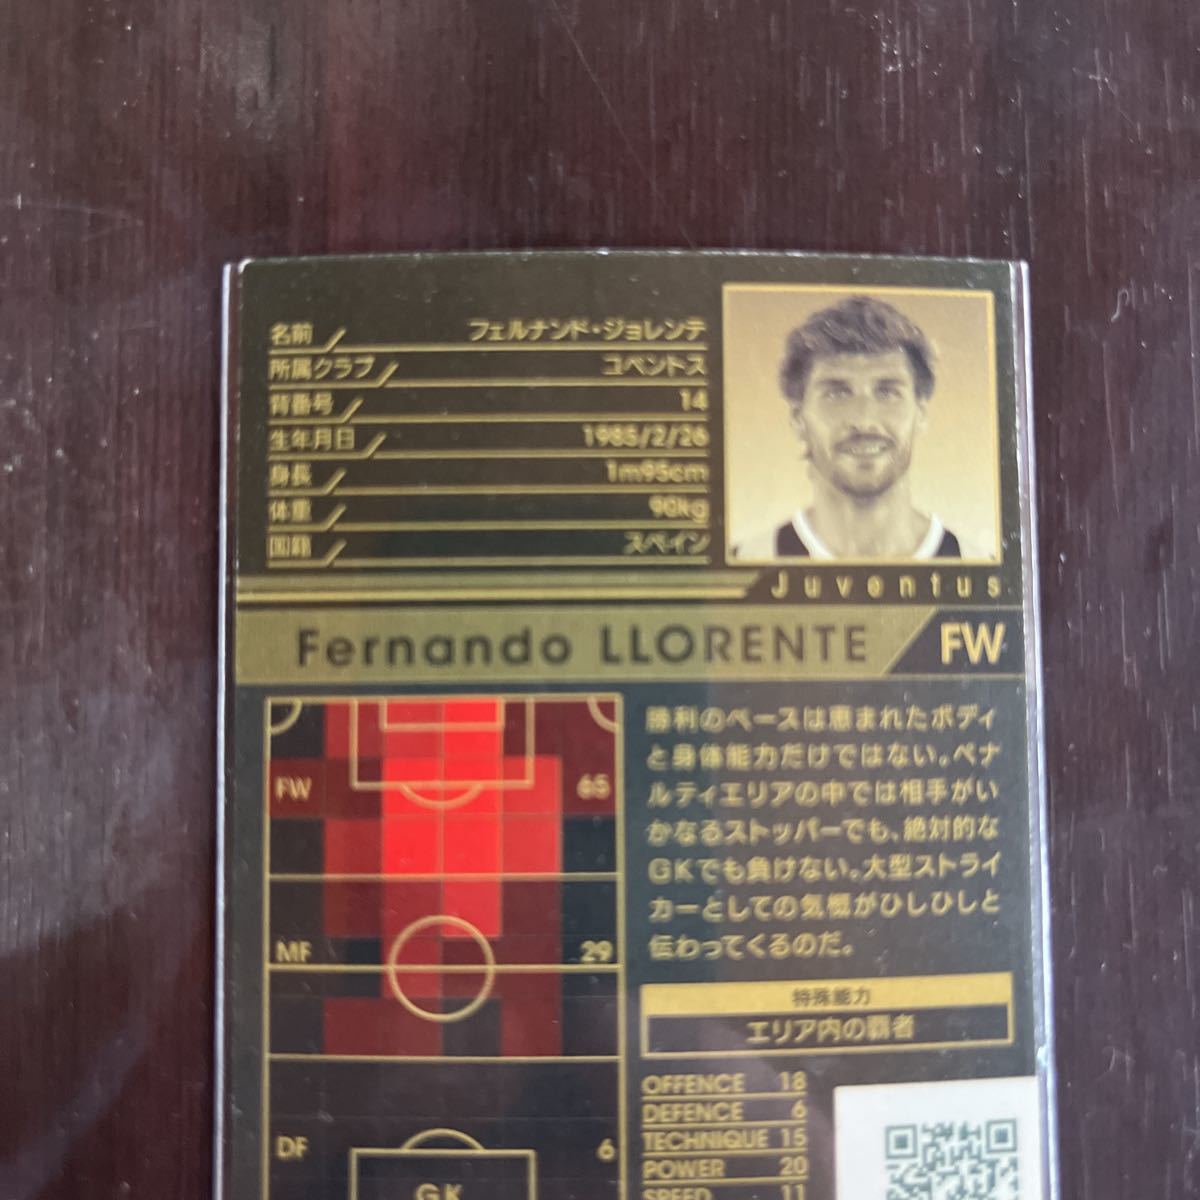 名前 フェルナンド・ジョレンテ
所属クラブ ユベントス
背番号 14
生年月日 1985/2/26
身長 1m95cm
体重 90kg
国籍 スペイン
Juventus
Fernando LLORENTE FW
FW 65
MF 29
DF 6
GK
勝利のベースは恵まれたボディ
と身体能力だけではない。ペナ
ルティエリアの中では相手がい
かなるストッパーでも、絶対的な
GKでも負けない。大型ストライ
カーとしての気概がひしひしと
伝わってくるのだ。
特殊能力
エリア内の覇者
OFFENCE 18
DEFENCE 6
TECHNIQUE 15
POWER 20
SPEED 11